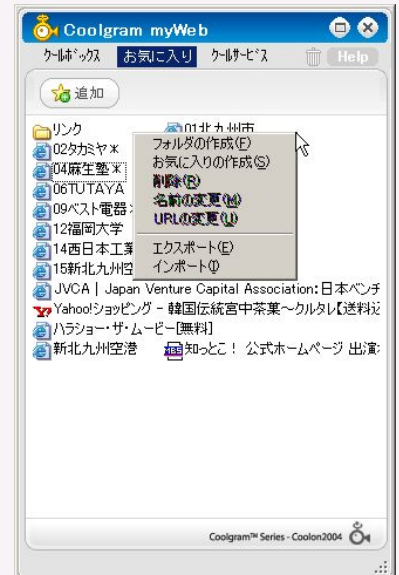 Coolgram myWeb
クールボックス お気に入り クールサービス Help
追加
リンク 01北九州市
02タカミヤ*
04麻生塾*
06TUTAYA
09ベスト電器
12福岡大学
14西日本工業
15新北九州空
フォルダの作成(F)
お気に入りの作成(S)
削除(R)
名前の変更(M)
URLの変更(U)
エクスポート(E)
インポート(I)
JVCA | Japan Venture Capital Association:日本ベンチ
Yahoo!ショッピング - 韓国伝統宮中茶菓~クルタレ【送料込
ハラショー・ザ・ムービー[無料]
新北九州空港 知っとこ! 公式ホームページ 出演
Coolgram™ Series - Coolon2004